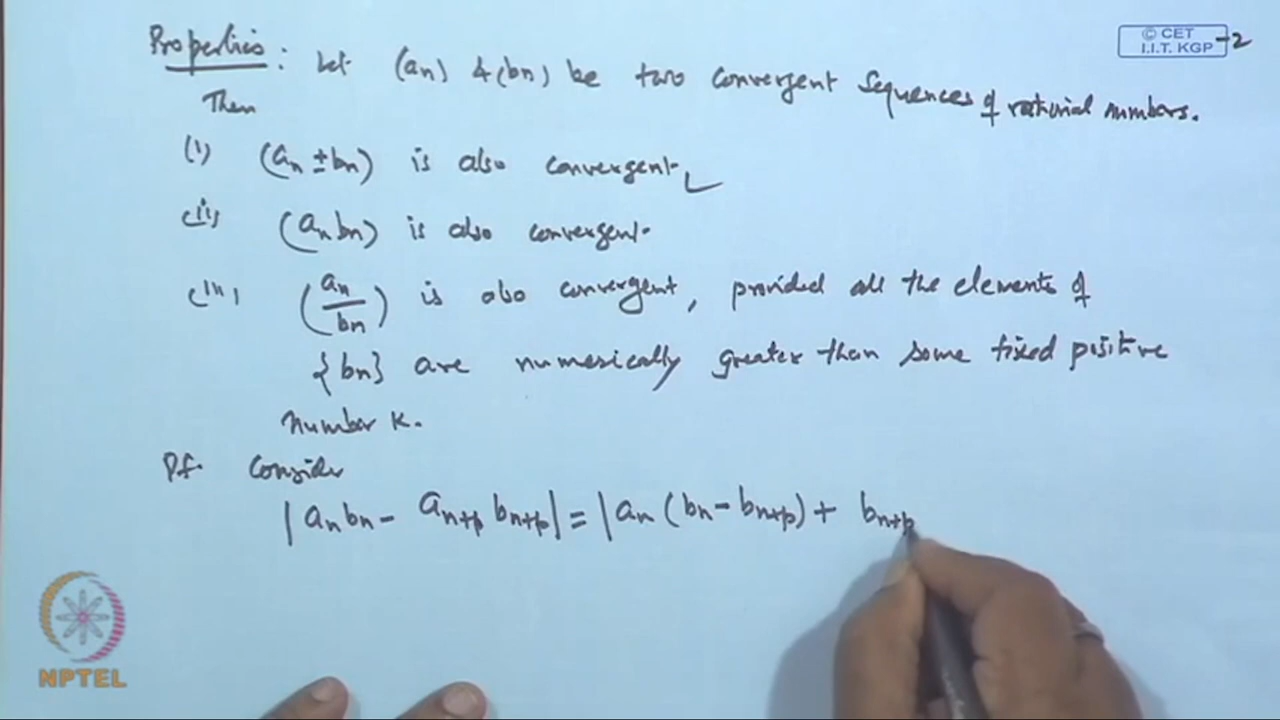 © CET
I.I.T. KGP
-2
Properties : Let (an) & (bn) be two convergent sequences of rational numbers.
Then
(i) (an ± bn) is also convergent
(ii) (an bn) is also convergent.
(iii) (an/bn) is also convergent, provided all the elements of
{bn} are numerically greater than some fixed positive
number K.
Pf. Consider
|an bn - an+p bn+p| = |an (bn - bn+p) + bn+p
NPTEL